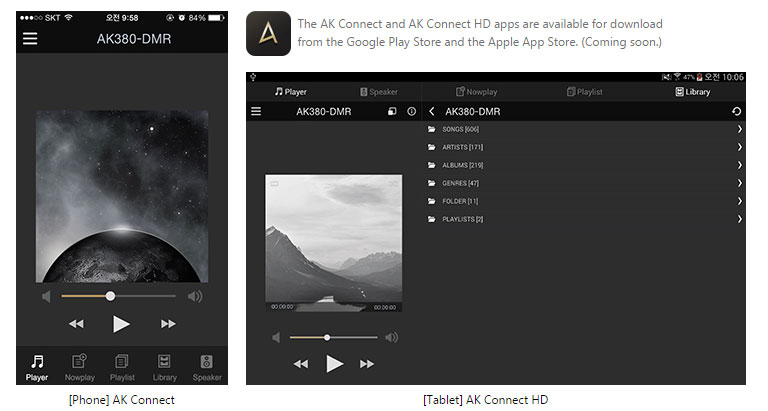 SKT 오전 9:58 84%
AK380-DMR
Player Nowplay Playlist Library Speaker
[Phone] AK Connect
The AK Connect and AK Connect HD apps are available for download
from the Google Play Store and the Apple App Store. (Coming soon.)
47% 오전 10:06
Player Speaker Nowplay Playlist Library
AK380-DMR
AK380-DMR
SONGS [606]
ARTISTS [171]
ALBUMS [219]
GENRES [47]
FOLDER [11]
PLAYLISTS [2]
00:00:00 00:00:00
[Tablet] AK Connect HD